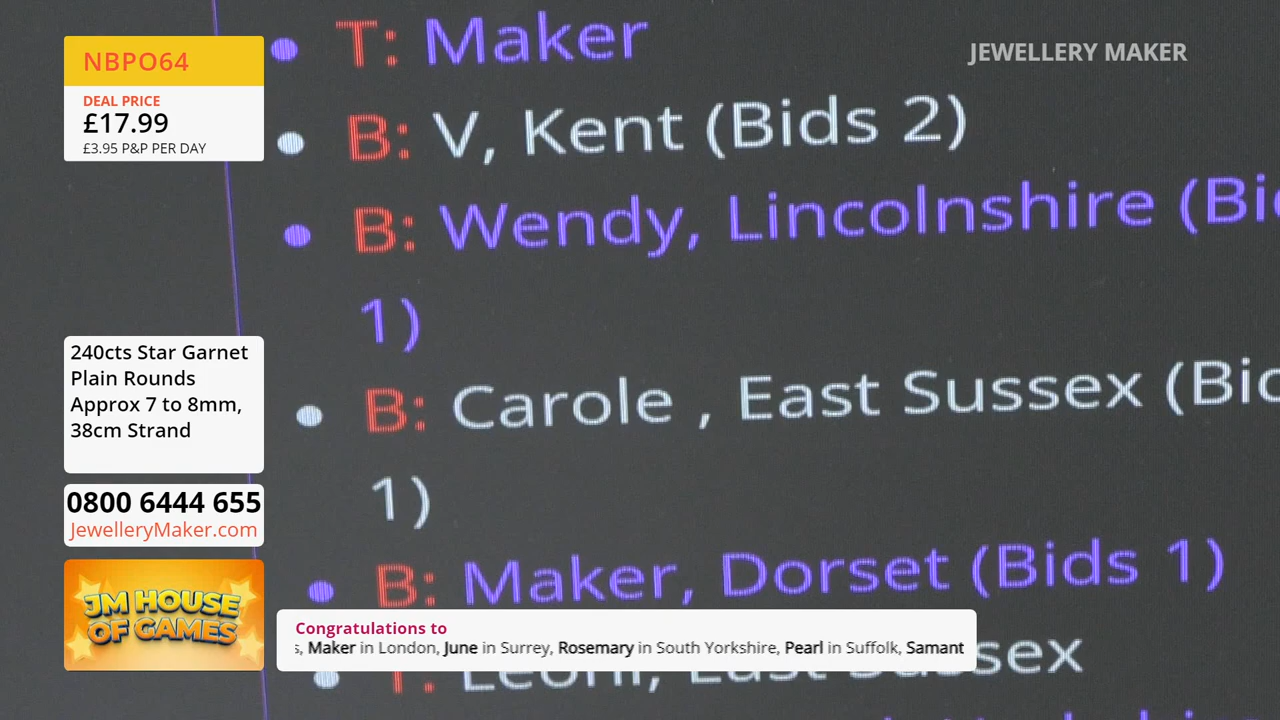 NBPO64
DEAL PRICE
£17.99
£3.95 P&P PER DAY
JEWELLERY MAKER
T: Maker
B: V, Kent (Bids 2)
B: Wendy, Lincolnshire
1)
B: Carole , East Sussex
1)
B: Maker, Dorset (Bids 1)
T: Leoni, East Sussex
240cts Star Garnet
Plain Rounds
Approx 7 to 8mm,
38cm Strand
0800 6444 655
JewelleryMaker.com
JM HOUSE
OF GAMES
Congratulations to
s, Maker in London, June in Surrey, Rosemary in South Yorkshire, Pearl in Suffolk, Samant